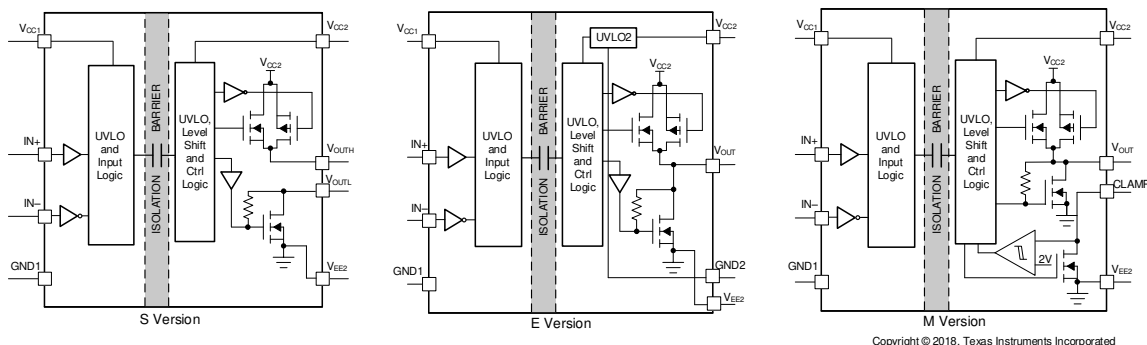 VCC1
VCC2
UVLO
and
Input
Logic
ISOLATION BARRIER
UVLO,
Level
Shift
and
Ctrl
Logic
VCC2
IN+
IN−
GND1
VOUTH
VOUTL
VEE2
S Version
VCC1
VCC2
UVLO2
UVLO
and
Input
Logic
ISOLATION BARRIER
UVLO,
Level
Shift
and
Ctrl
Logic
VCC2
IN+
IN−
GND1
VOUT
GND2
VEE2
E Version
VCC1
VCC2
UVLO
and
Input
Logic
ISOLATION BARRIER
UVLO,
Level
Shift
and
Ctrl
Logic
VCC2
IN+
IN−
GND1
VOUT
CLAMP
2V
VEE2
M Version
Copyright © 2018, Texas Instruments Incorporated